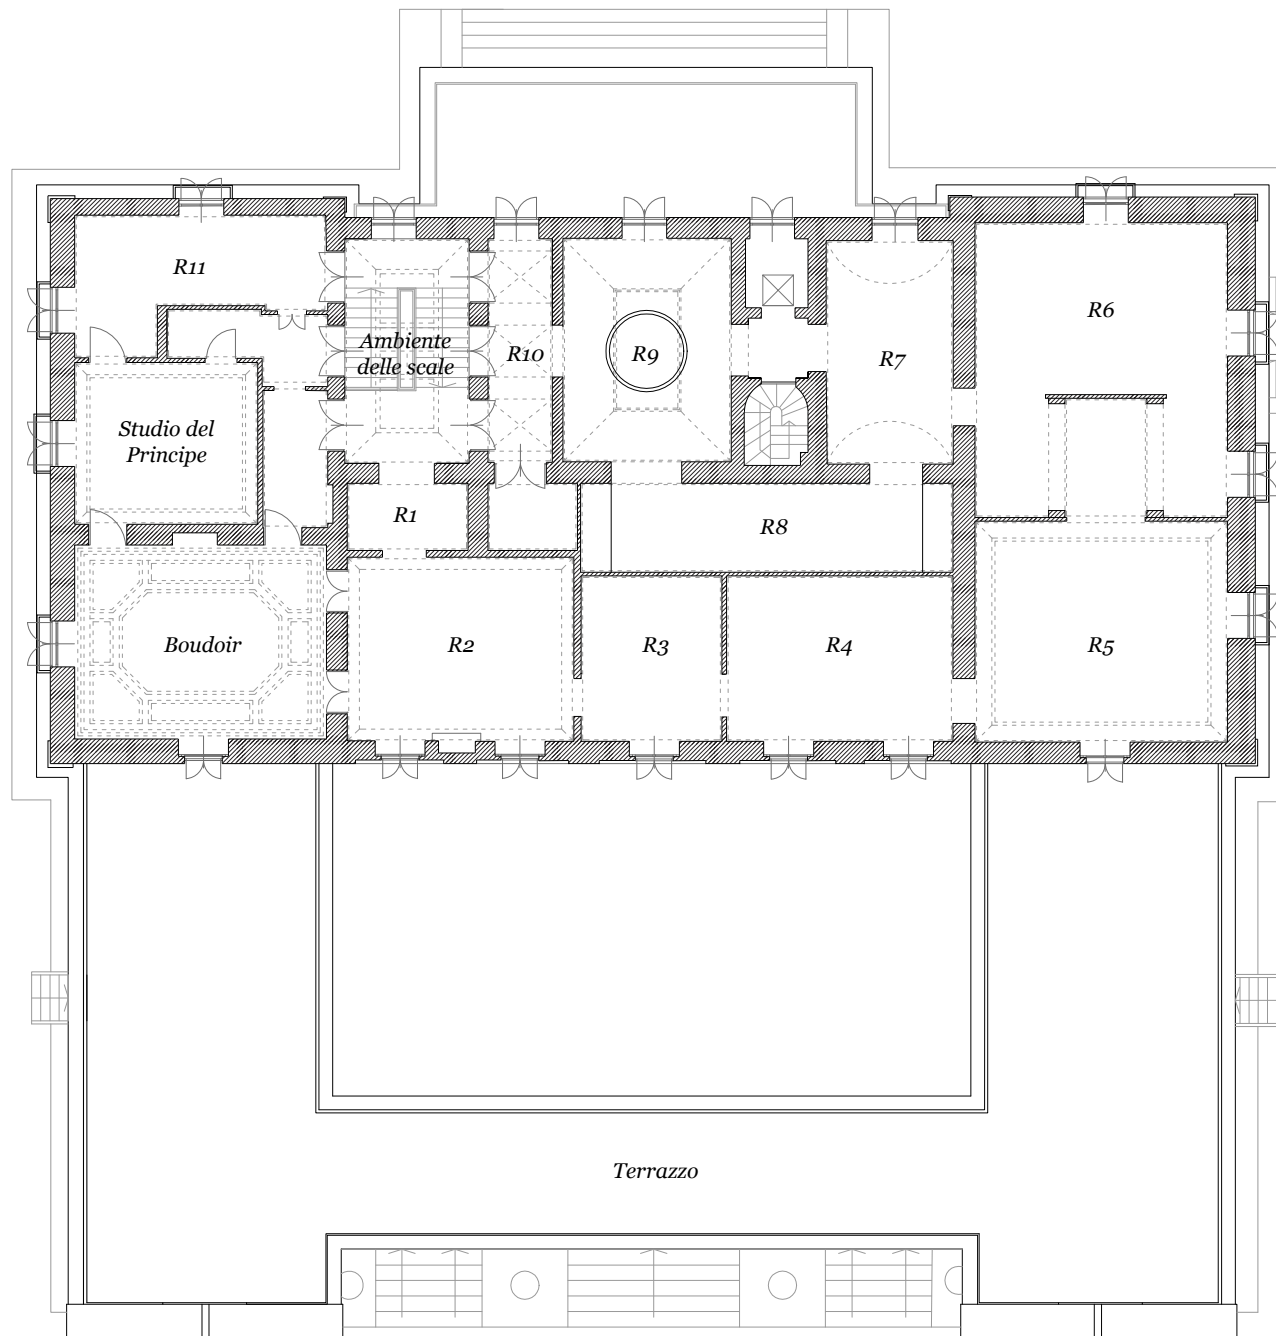 R11
R6
Ambiente
delle scale
R10
R9
R7
Studio del
Principe
R1
R8
Boudoir
R2
R3
R4
R5
Terrazzo